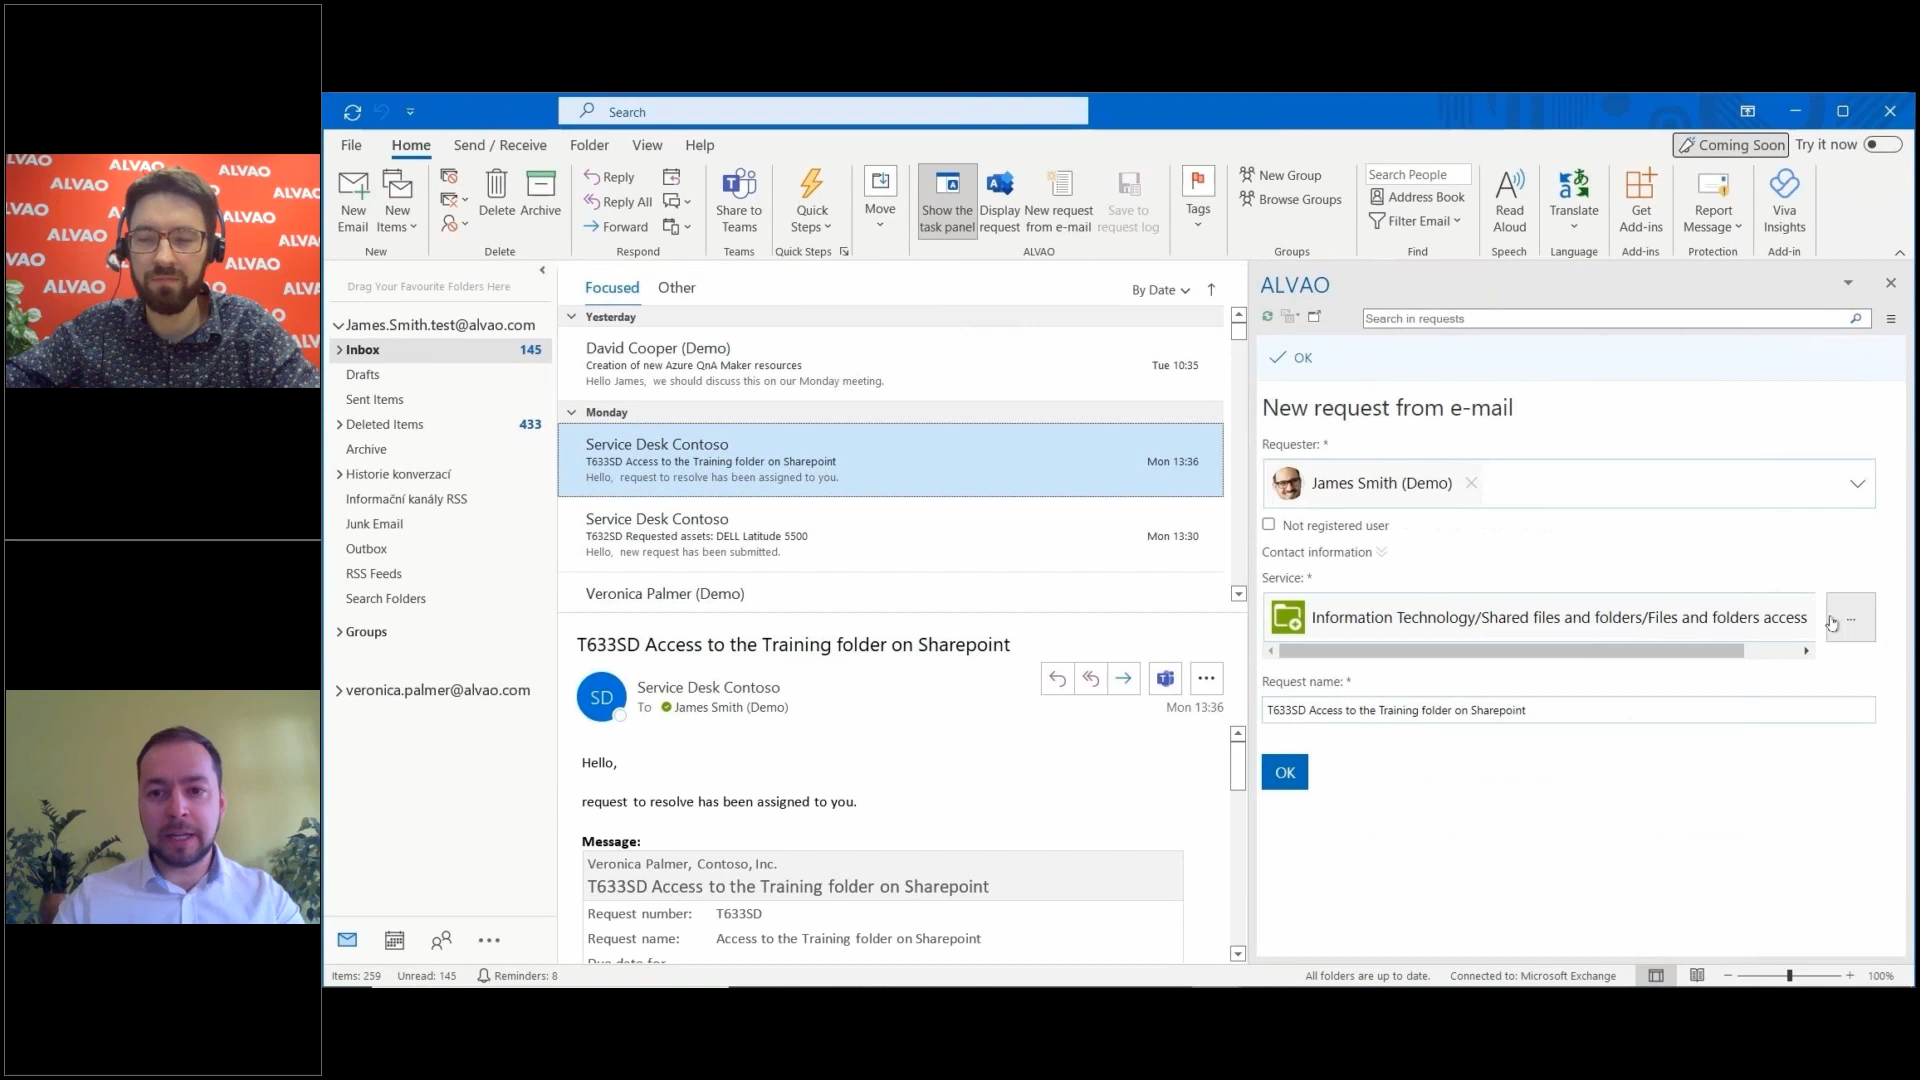 ALVAO
ALVAO
ALVAO
ALVAO
ALVAO
ALVAO
Search
File
Home
Send / Receive
Folder
View
Help
Coming Soon
Try it now
New Email
New Items
New
Delete
Archive
Delete
Reply
Reply All
Forward
Respond
Share to Teams
Teams
Quick Steps
Quick Steps
Move
Show the task panel
Display request
New request from e-mail
Save to request log
ALVAO
Tags
New Group
Browse Groups
Groups
Search People
Address Book
Filter Email
Find
Read Aloud
Speech
Translate
Language
Get Add-ins
Add-ins
Report Message
Protection
Viva Insights
Add-in
Drag Your Favourite Folders Here
James.Smith.test@alvao.com
Inbox 145
Drafts
Sent Items
Deleted Items 433
Archive
Historie konverzací
Informační kanály RSS
Junk Email
Outbox
RSS Feeds
Search Folders
Groups
veronica.palmer@alvao.com
Focused
Other
By Date
Yesterday
David Cooper (Demo)
Creation of new Azure QnA Maker resources Tue 10:35
Hello James, we should discuss this on our Monday meeting.
Monday
Service Desk Contoso
T633SD Access to the Training folder on Sharepoint Mon 13:36
Hello, request to resolve has been assigned to you.
Service Desk Contoso
T632SD Requested assets: DELL Latitude 5500 Mon 13:30
Hello, new request has been submitted.
Veronica Palmer (Demo)
T633SD Access to the Training folder on Sharepoint
SD
Service Desk Contoso
To James Smith (Demo)
Mon 13:36
Hello,
request to resolve has been assigned to you.
Message:
Veronica Palmer, Contoso, Inc.
T633SD Access to the Training folder on Sharepoint
Request number: T633SD
Request name: Access to the Training folder on Sharepoint
Due date for
ALVAO
Search in requests
OK
New request from e-mail
Requester: *
James Smith (Demo)
Not registered user
Contact information
Service: *
Information Technology/Shared files and folders/Files and folders access
...
Request name: *
T633SD Access to the Training folder on Sharepoint
OK
Items: 259
Unread: 145
Reminders: 8
All folders are up to date.
Connected to: Microsoft Exchange
100%